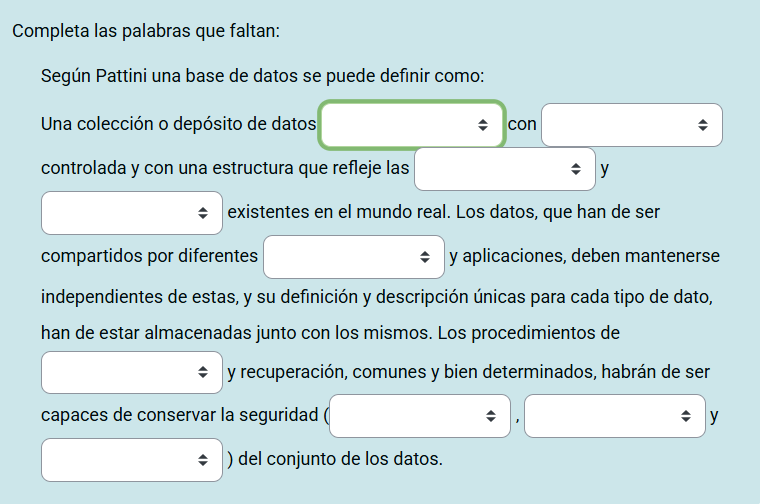 Completa las palabras que faltan:
Según Pattini una base de datos se puede definir como:
Una colección o depósito de datos con
controlada y con una estructura que refleje las y
existentes en el mundo real. Los datos, que han de ser
compartidos por diferentes y aplicaciones, deben mantenerse
independientes de estas, y su definición y descripción únicas para cada tipo de dato,
han de estar almacenadas junto con los mismos. Los procedimientos de
y recuperación, comunes y bien determinados, habrán de ser
capaces de conservar la seguridad ( , y
) del conjunto de los datos.